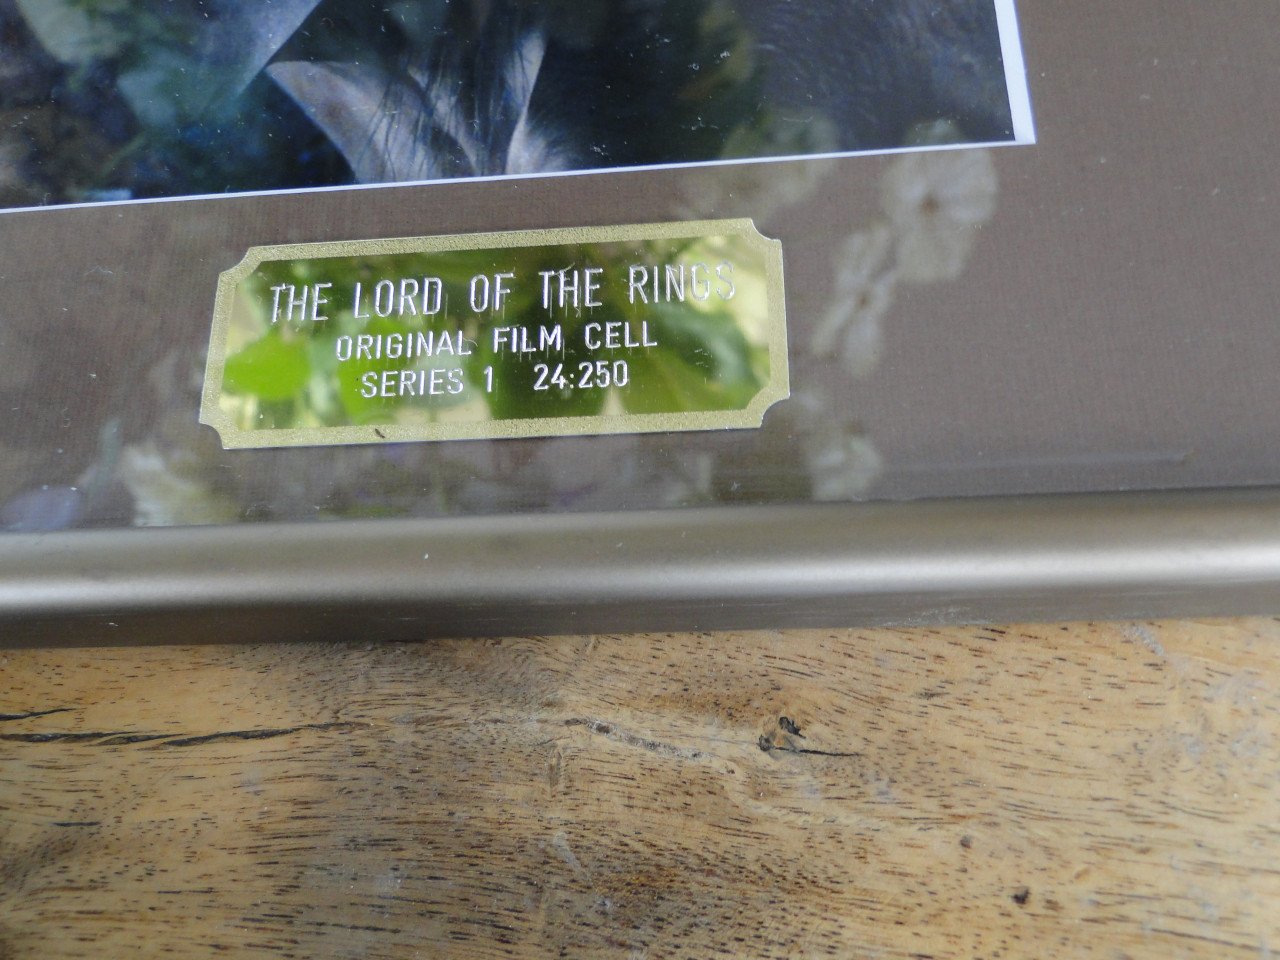 THE LORD OF THE RINGS
ORIGINAL FILM CELL
SERIES 1 24:250